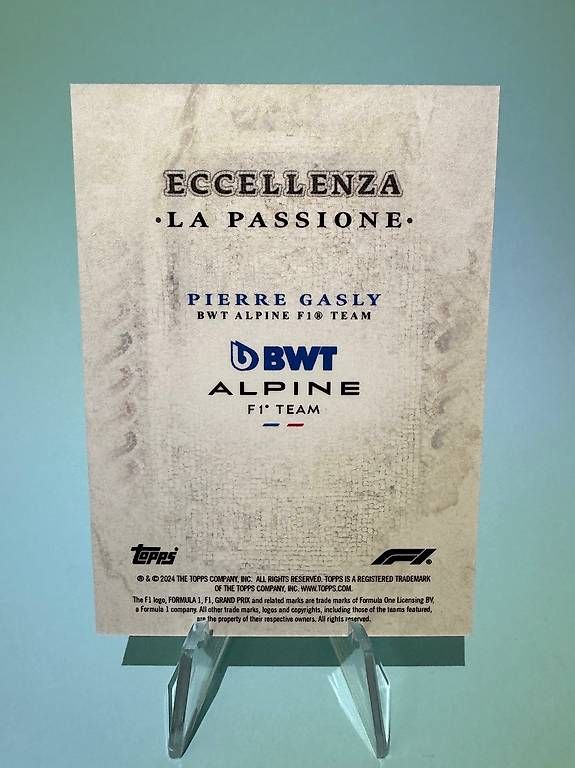 ECCELLENZA
·LA PASSIONE·
PIERRE GASLY
BWT ALPINE F1® TEAM
BWT
ALPINE
F1® TEAM
Topps
F1
® & © 2024 THE TOPPS COMPANY, INC. ALL RIGHTS RESERVED. TOPPS IS A REGISTERED TRADEMARK
OF THE TOPPS COMPANY, INC. WWW.TOPPS.COM.
The F1 logo, FORMULA 1, F1, GRAND PRIX and related marks are trade marks of Formula One Licensing BV,
a Formula 1 company. All other trade marks, logos and copyrights, including those of the teams featured,
are the property of their respective owners. All rights reserved.